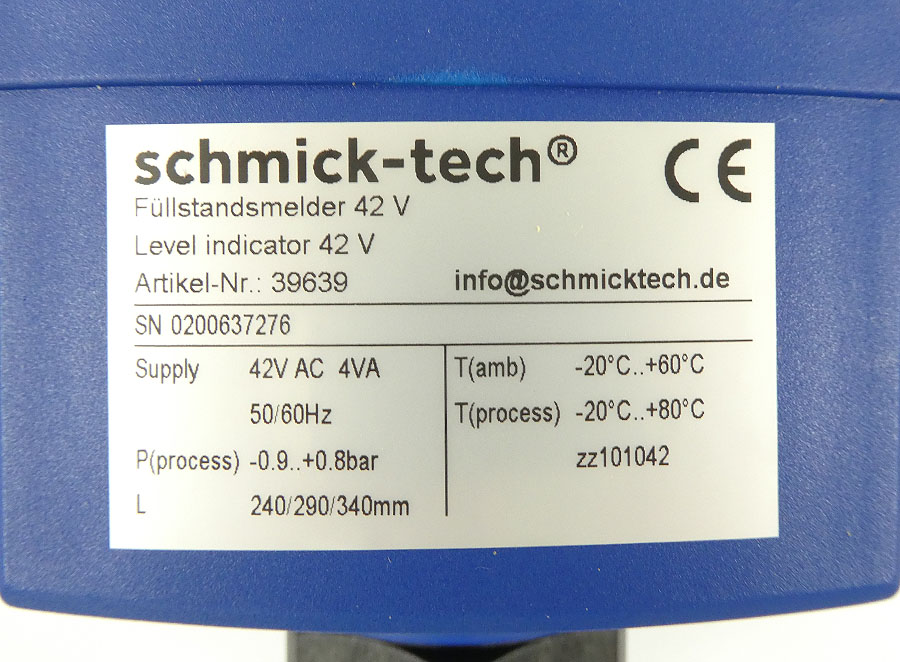 schmick-tech®
CE
Füllstandsmelder 42 V
Level indicator 42 V
Artikel-Nr.: 39639
info@schmicktech.de
SN 0200637276
Supply 42V AC 4VA
50/60Hz
P(process) -0.9..+0.8bar
L 240/290/340mm
T(amb) -20°C..+60°C
T(process) -20°C..+80°C
zz101042